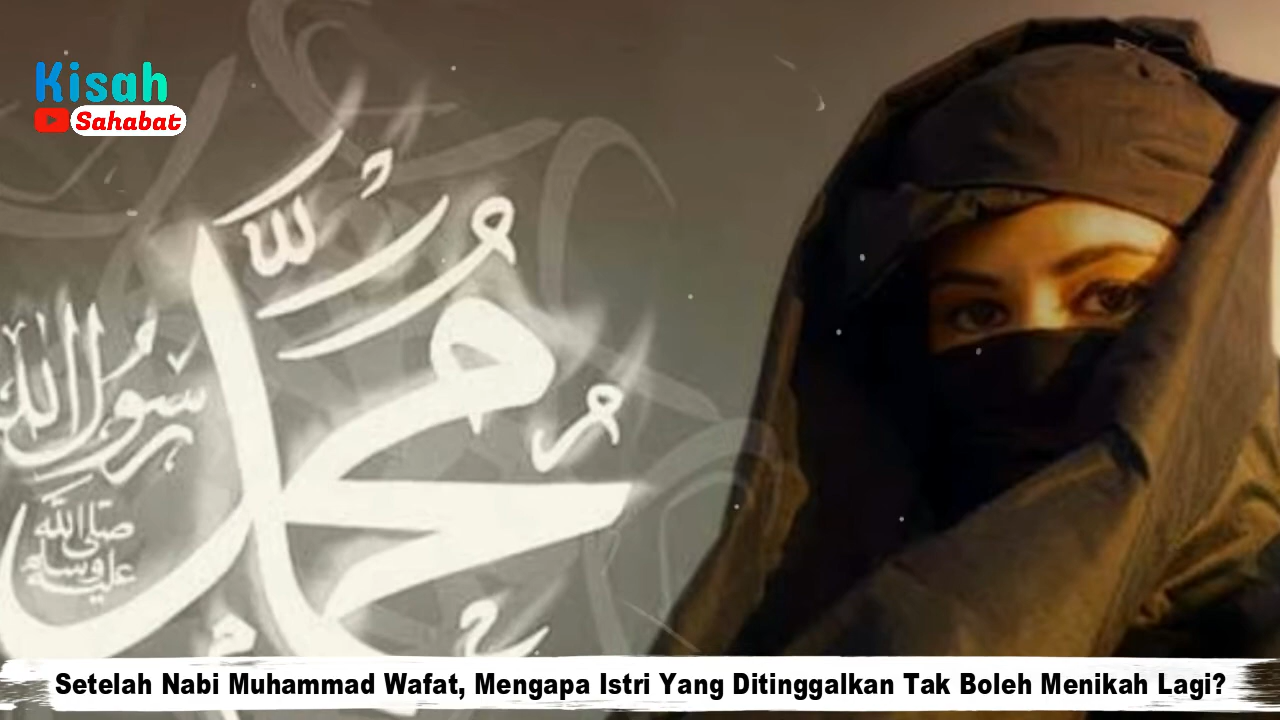 Kisah
Sahabat
محمد
رسول الله
صلى الله
عليه وسلم
Setelah Nabi Muhammad Wafat, Mengapa Istri Yang Ditinggalkan Tak Boleh Menikah Lagi?